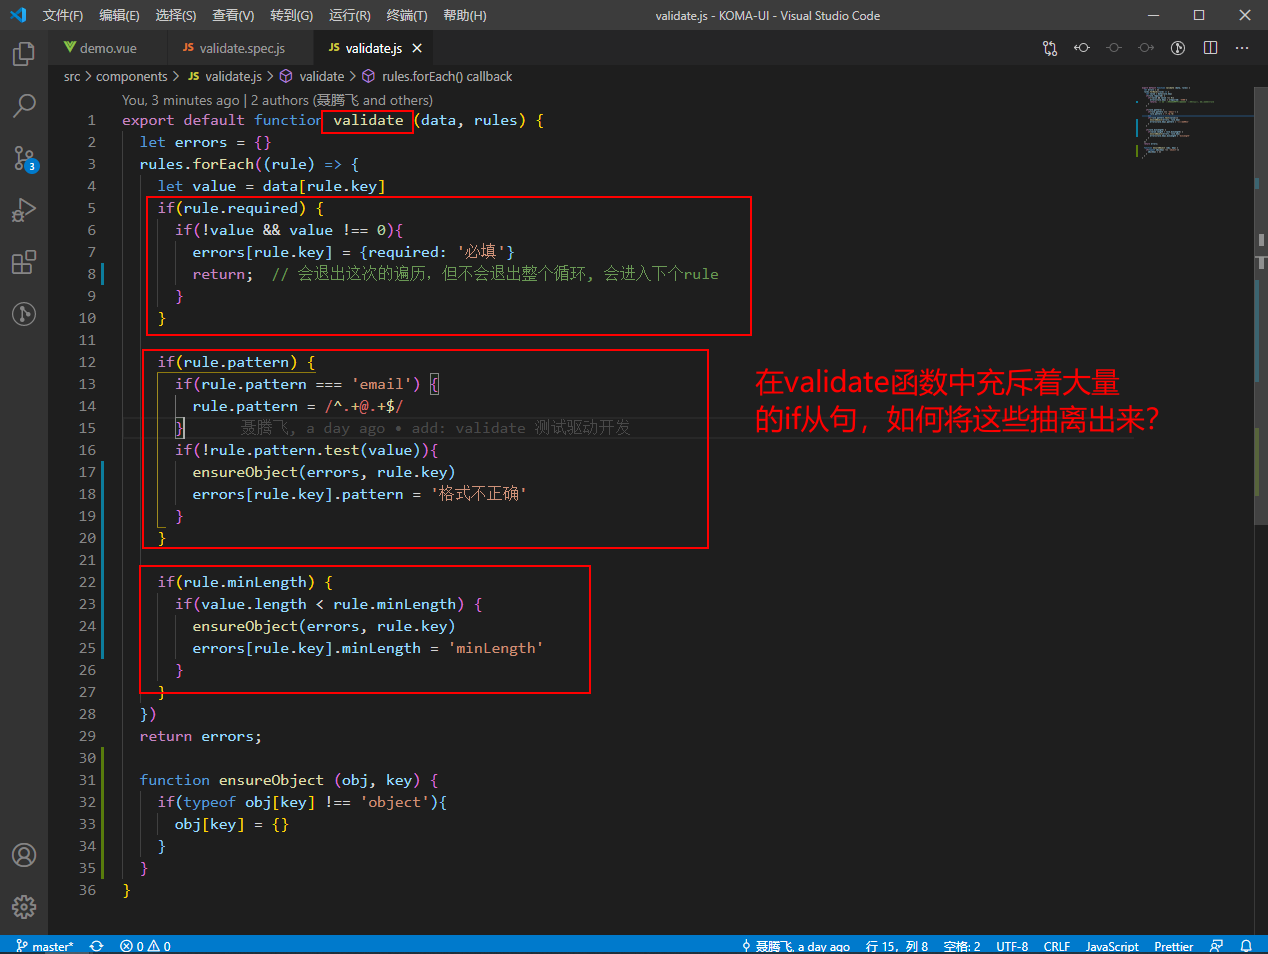 文件(F) 编辑(E) 选择(S) 查看(V) 转到(G) 运行(R) 终端(T) 帮助(H) validate.js - KOMA-UI - Visual Studio Code
demo.vue JS validate.spec.js JS validate.js
src > components > JS validate.js > validate > rules.forEach() callback
You, 3 minutes ago | 2 authors (聂腾飞 and others)
1 export default function validate (data, rules) {
2 let errors = {}
3 rules.forEach((rule) => {
4 let value = data[rule.key]
5 if(rule.required) {
6 if(!value && value !== 0){
7 errors[rule.key] = {required: '必填'}
8 return; // 会退出这次的遍历，但不会退出整个循环，会进入下个rule
9 }
10 }
11
12 if(rule.pattern) {
13 if(rule.pattern === 'email') {
14 rule.pattern = /^.+@.+$/
15 } 聂腾飞, a day ago • add: validate 测试驱动开发
16 if(!rule.pattern.test(value)){
17 ensureObject(errors, rule.key)
18 errors[rule.key].pattern = '格式不正确'
19 }
20 }
21
22 if(rule.minLength) {
23 if(value.length < rule.minLength) {
24 ensureObject(errors, rule.key)
25 errors[rule.key].minLength = 'minLength'
26 }
27 }
28 })
29 return errors;
30
31 function ensureObject (obj, key) {
32 if(typeof obj[key] !== 'object'){
33 obj[key] = {}
34 }
35 }
36 }
在validate函数中充斥着大量
的if从句，如何将这些抽离出来？
3
master* 0 0 聂腾飞, a day ago 行 15，列 8 空格: 2 UTF-8 CRLF JavaScript Prettier